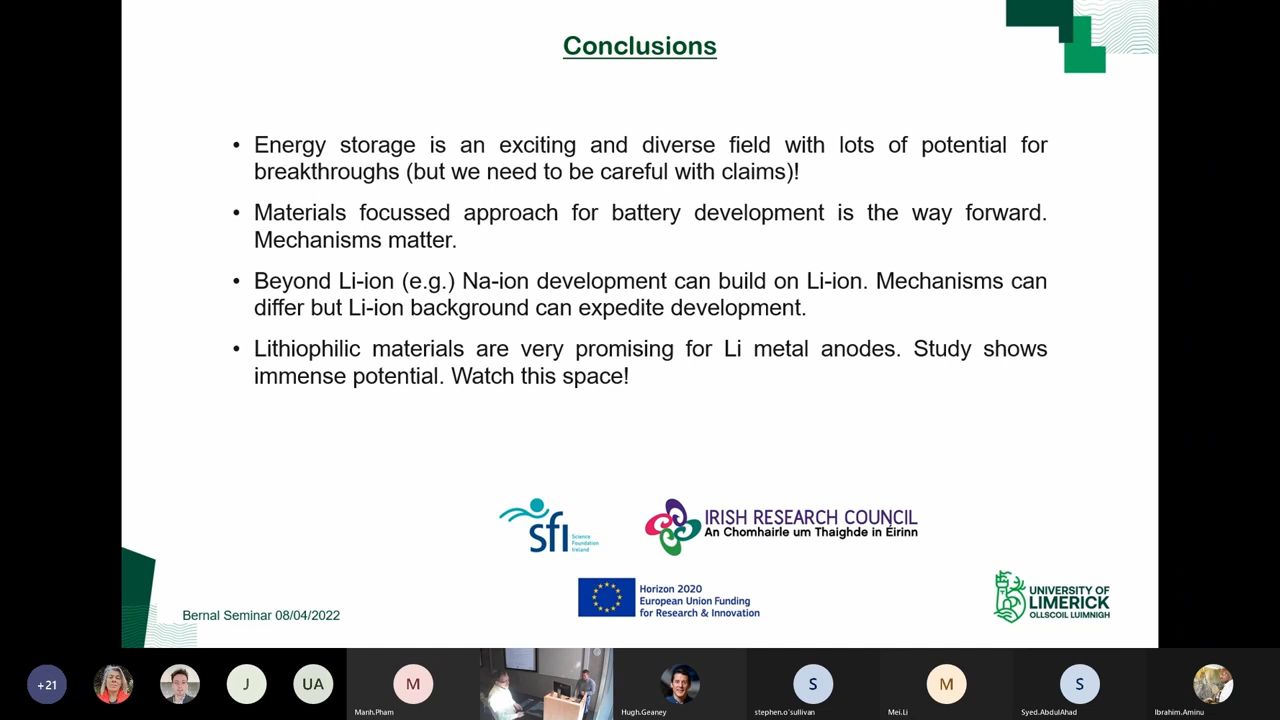 Conclusions
• Energy storage is an exciting and diverse field with lots of potential for
breakthroughs (but we need to be careful with claims)!
• Materials focussed approach for battery development is the way forward.
Mechanisms matter.
• Beyond Li-ion (e.g.) Na-ion development can build on Li-ion. Mechanisms can
differ but Li-ion background can expedite development.
• Lithiophilic materials are very promising for Li metal anodes. Study shows
immense potential. Watch this space!
sfi
Science
Foundation
Ireland
IRISH RESEARCH COUNCIL
An Chomhairle um Thaighde in Éirinn
Horizon 2020
European Union Funding
for Research & Innovation
UNIVERSITY OF
LIMERICK
OLLSCOIL LUIMNIGH
Bernal Seminar 08/04/2022
+21
J
UA
M
Manh.Pham
Hugh.Geaney
S
stephen.o'sullivan
M
Mei.Li
S
Syed.AbdulAhad
Ibrahim.Aminu